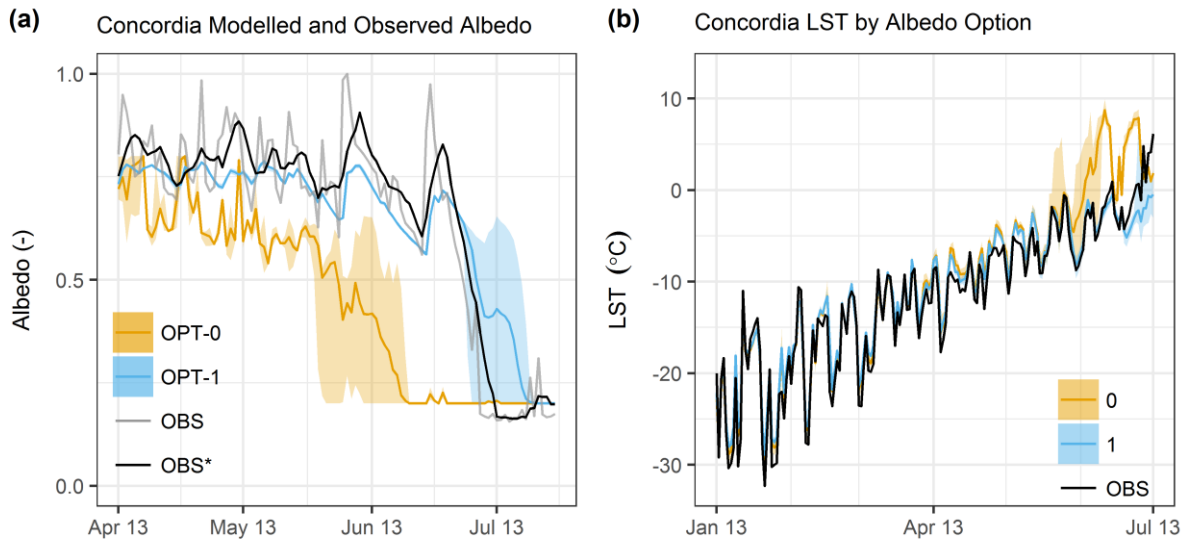 (a)
Concordia Modelled and Observed Albedo
Albedo (-)
1.0
0.5
0.0
OPT-0
OPT-1
OBS
OBS*
Apr 13
May 13
Jun 13
Jul 13
(b)
Concordia LST by Albedo Option
LST (°C)
10
0
-10
-20
-30
0
1
OBS
Jan 13
Apr 13
Jul 13